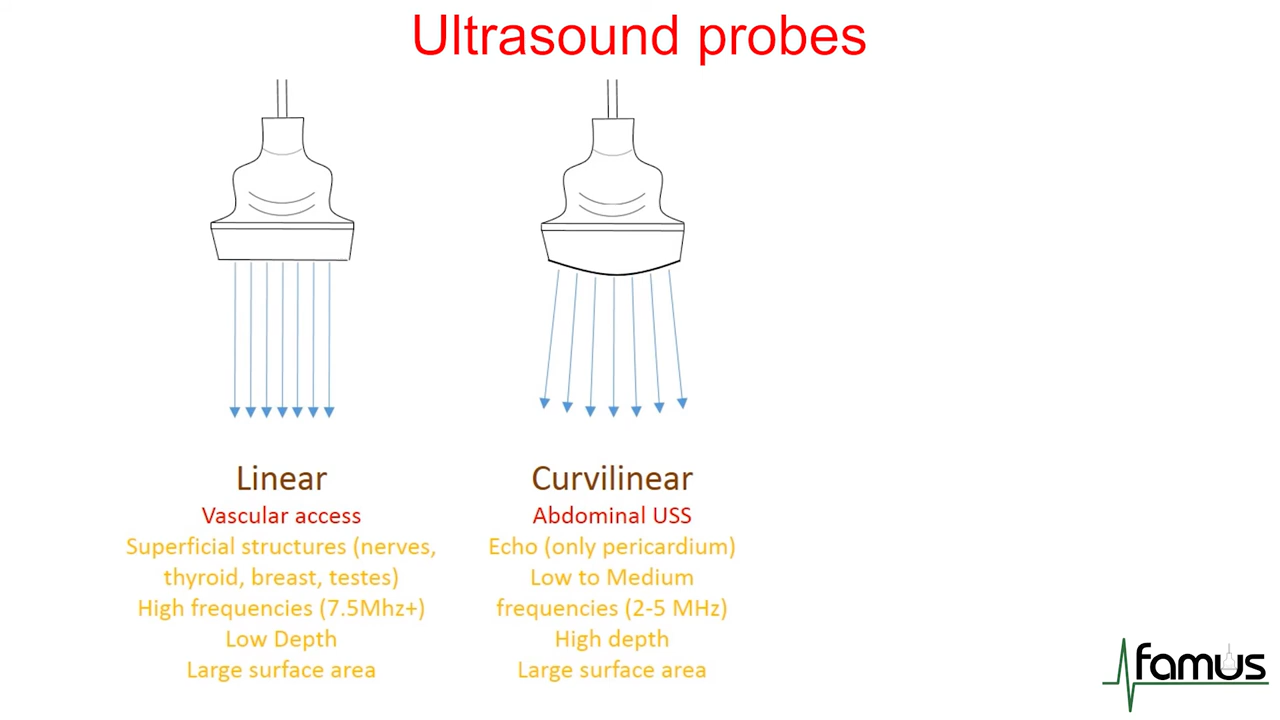 Ultrasound probes
Linear
Vascular access
Superficial structures (nerves,
thyroid, breast, testes)
High frequencies (7.5Mhz+)
Low Depth
Large surface area
Curvilinear
Abdominal USS
Echo (only pericardium)
Low to Medium
frequencies (2-5 MHz)
High depth
Large surface area
famus